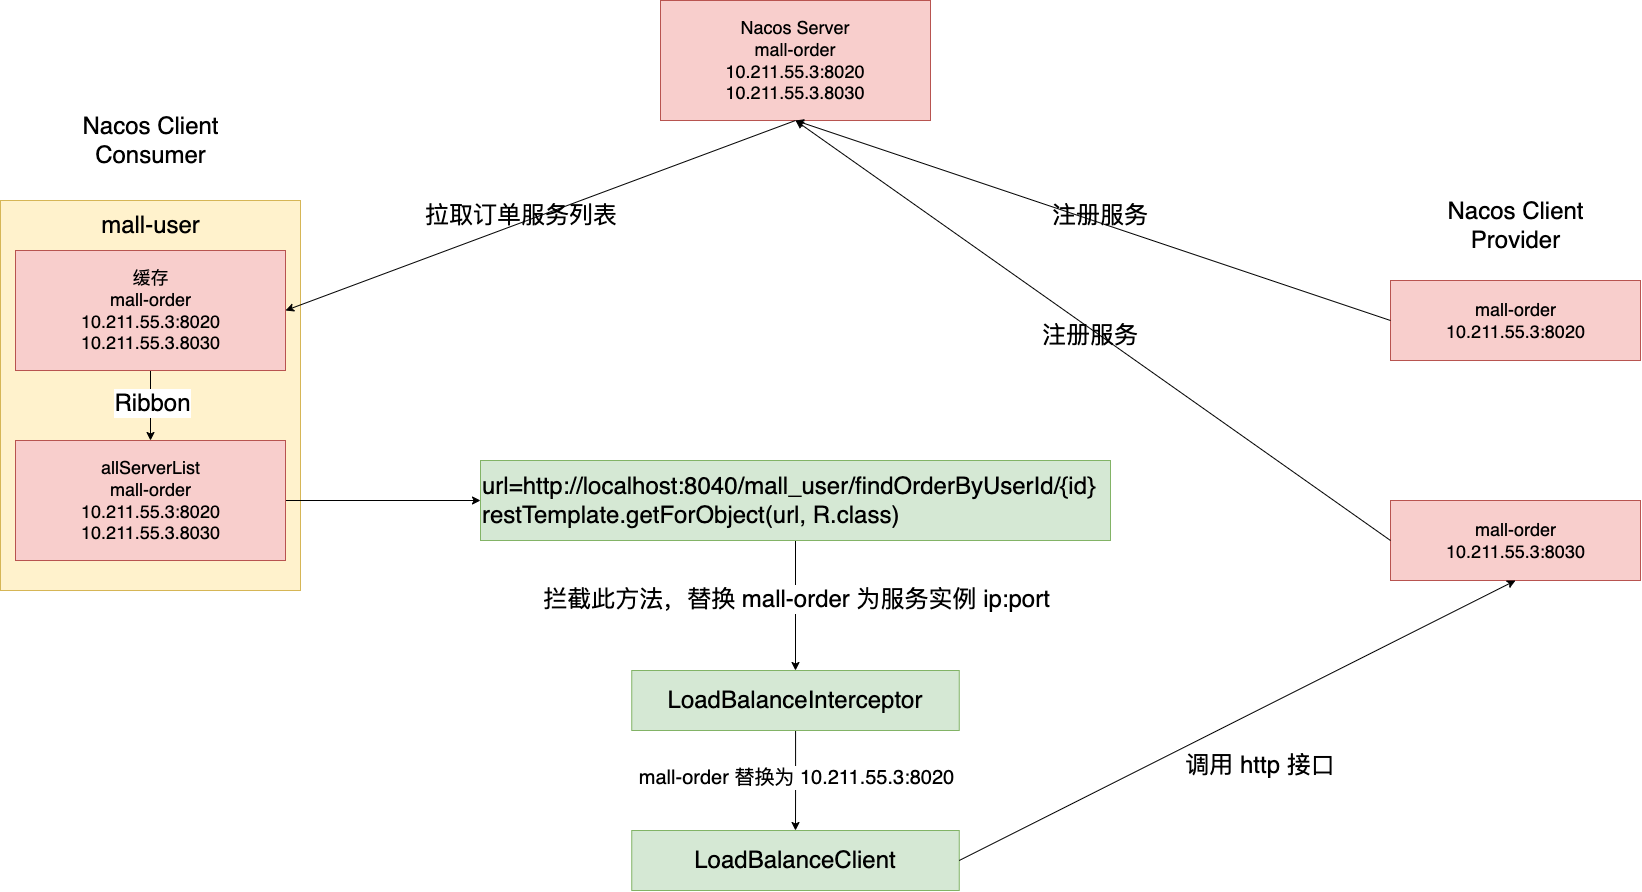 Nacos Server
mall-order
10.211.55.3:8020
10.211.55.3.8030
Nacos Client
Consumer
mall-user
缓存
mall-order
10.211.55.3:8020
10.211.55.3.8030
Ribbon
allServerList
mall-order
10.211.55.3:8020
10.211.55.3.8030
拉取订单服务列表
注册服务
注册服务
Nacos Client
Provider
mall-order
10.211.55.3:8020
mall-order
10.211.55.3:8030
url=http://localhost:8040/mall_user/findOrderByUserId/{id}
restTemplate.getForObject(url, R.class)
拦截此方法，替换 mall-order 为服务实例 ip:port
LoadBalanceInterceptor
mall-order 替换为 10.211.55.3:8020
LoadBalanceClient
调用 http 接口